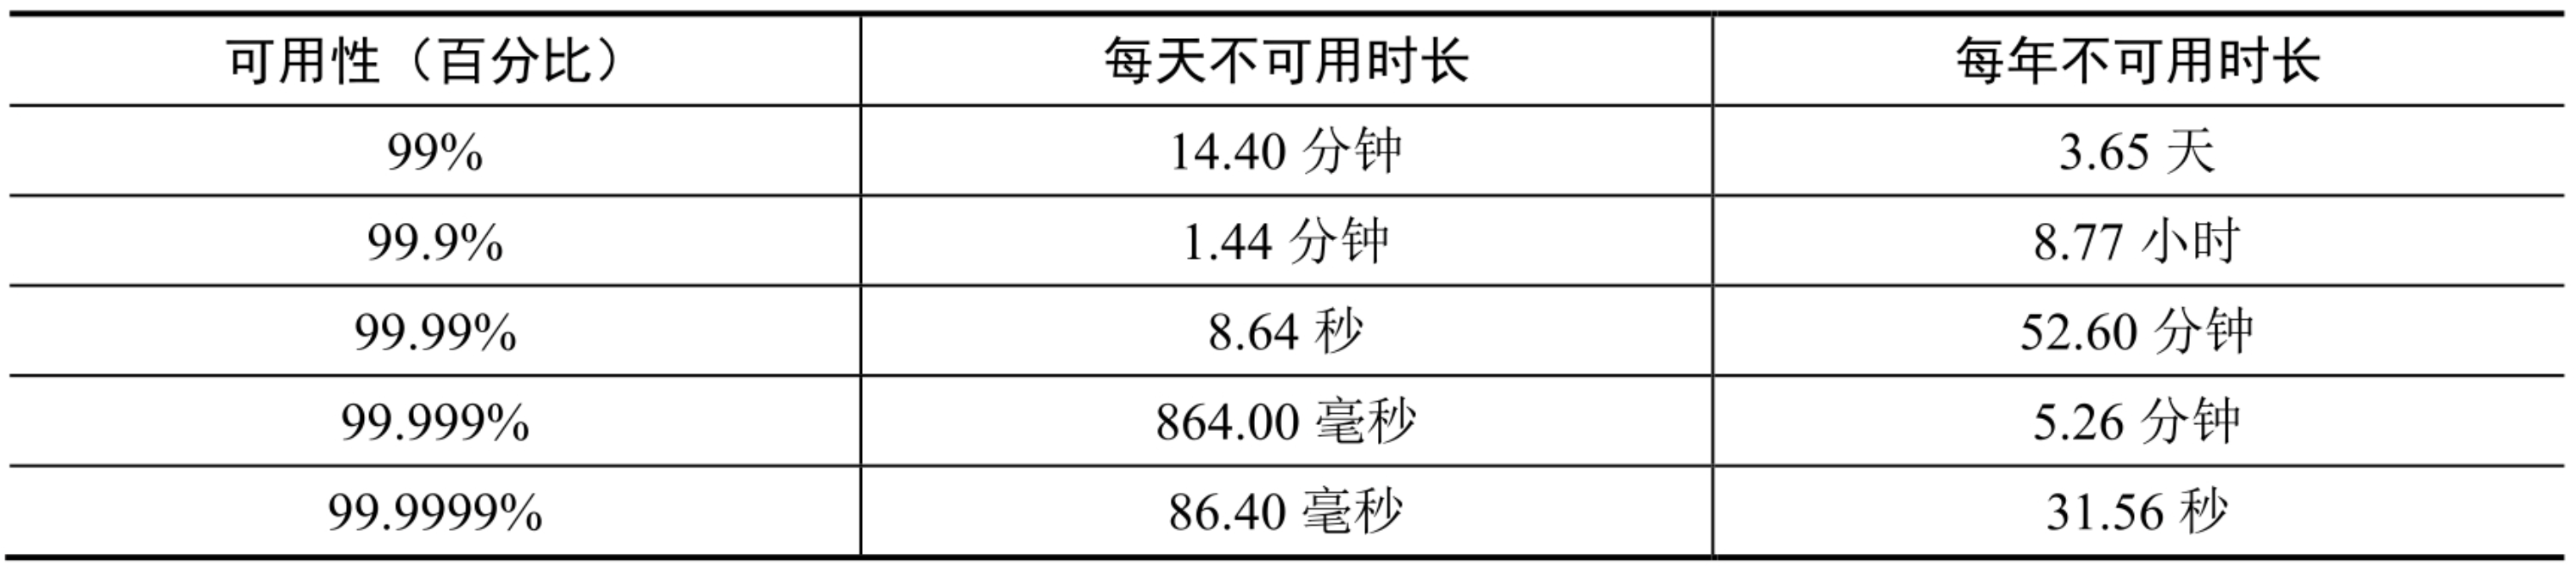 可用性（百分比） 每天不可用时长 每年不可用时长
99% 14.40 分钟 3.65 天
99.9% 1.44 分钟 8.77 小时
99.99% 8.64 秒 52.60 分钟
99.999% 864.00 毫秒 5.26 分钟
99.9999% 86.40 毫秒 31.56 秒